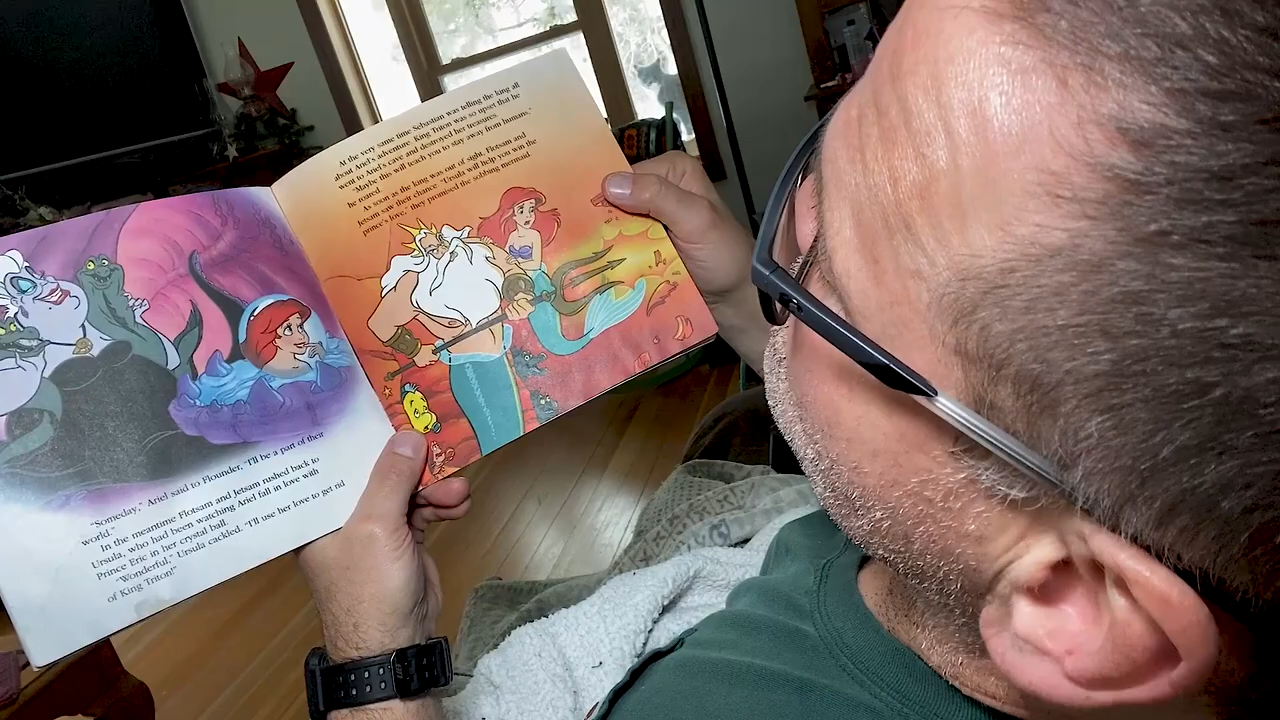 "Someday," Ariel said to Flounder, "I'll be a part of their
world."
In the meantime Flotsam and Jetsam rushed back to
Ursula, who had been watching Ariel fall in love with
Prince Eric in her crystal ball.
"Wonderful!" Ursula cackled. "I'll use her love to get rid
of King Triton!"
At the very same time Sebastian was telling the king all
about Ariel's adventure. King Triton was so upset that he
went to Ariel's cave and destroyed her treasures.
"Maybe this will teach you to stay away from humans,"
he roared.
As soon as the king was out of sight, Flotsam and
Jetsam saw their chance. "Ursula will help you win the
prince's love," they promised the sobbing mermaid.